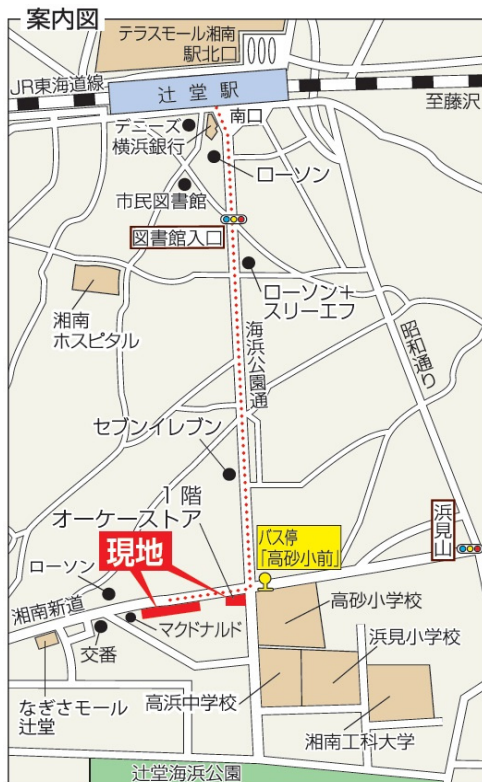 案内図
テラスモール湘南
駅北口
JR東海道線
辻堂駅
至藤沢
南口
デニーズ
横浜銀行
ローソン
市民図書館
図書館入口
ローソン+
スリーエフ
湘南
ホスピタル
海浜公園通
昭和通り
セブンイレブン
1階
オーケーストア
現地
バス停
「高砂小前」
浜見山
ローソン
湘南新道
マクドナルド
交番
高砂小学校
浜見小学校
なぎさモール
辻堂
高浜中学校
湘南工科大学
辻堂海浜公園